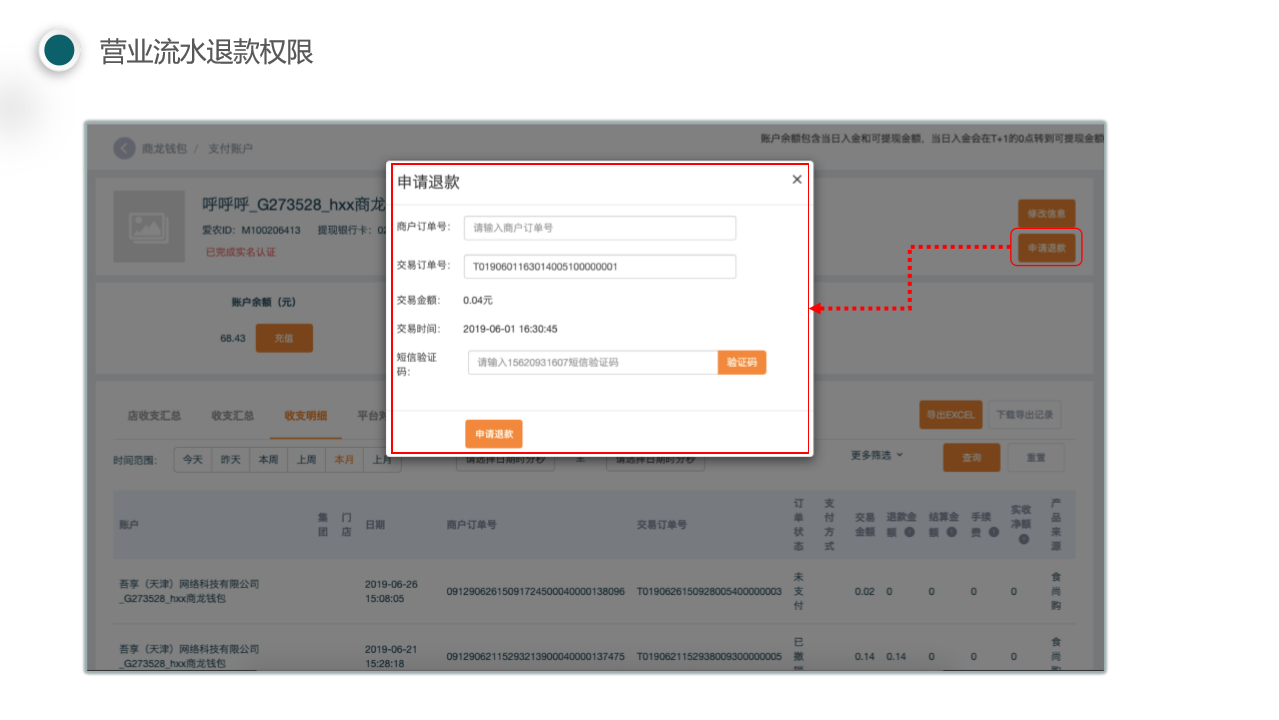 营业流水退款权限
账户余额包含当日入金和可提现金额，当日入金会在T+1的0点转到可提现金额
商龙钱包 / 支付账户
呼呼呼_G273528_hxx商龙
爱农ID: M100206413 提现银行卡: 02
已完成实名认证
修改信息
申请退款
账户余额（元）
68.43 充值
申请退款 ×
商户订单号: 请输入商户订单号
交易订单号: T0190601163014005100000001
交易金额: 0.04元
交易时间: 2019-06-01 16:30:45
短信验证
码: 请输入15620931607短信验证码 验证码
申请退款
店收支汇总 收支汇总 收支明细 平台对
导出EXCEL 下载导出记录
时间范围: 今天 昨天 本周 上周 本月 上月 请选择日期时分秒 至 请选择日期时分秒 更多筛选 查询 重置
账户 集团 门店 日期 商户订单号 交易订单号 订单状态 支付方式 交易金额 退款金额 结算金额 手续费 实收净额 产品来源
吾享（天津）网络科技有限公司
_G273528_hxx商龙钱包 2019-06-26 15:08:05 0912906261509172450004000013​8096 T0190626150928005400000003 未支付 0.02 0 0 0 0 食尚购
吾享（天津）网络科技有限公司
_G273528_hxx商龙钱包 2019-06-21 15:28:18 09129062115293213900040000137475 T0190621152938009300000005 已撤 0.14 0.14 0 0 0 食尚